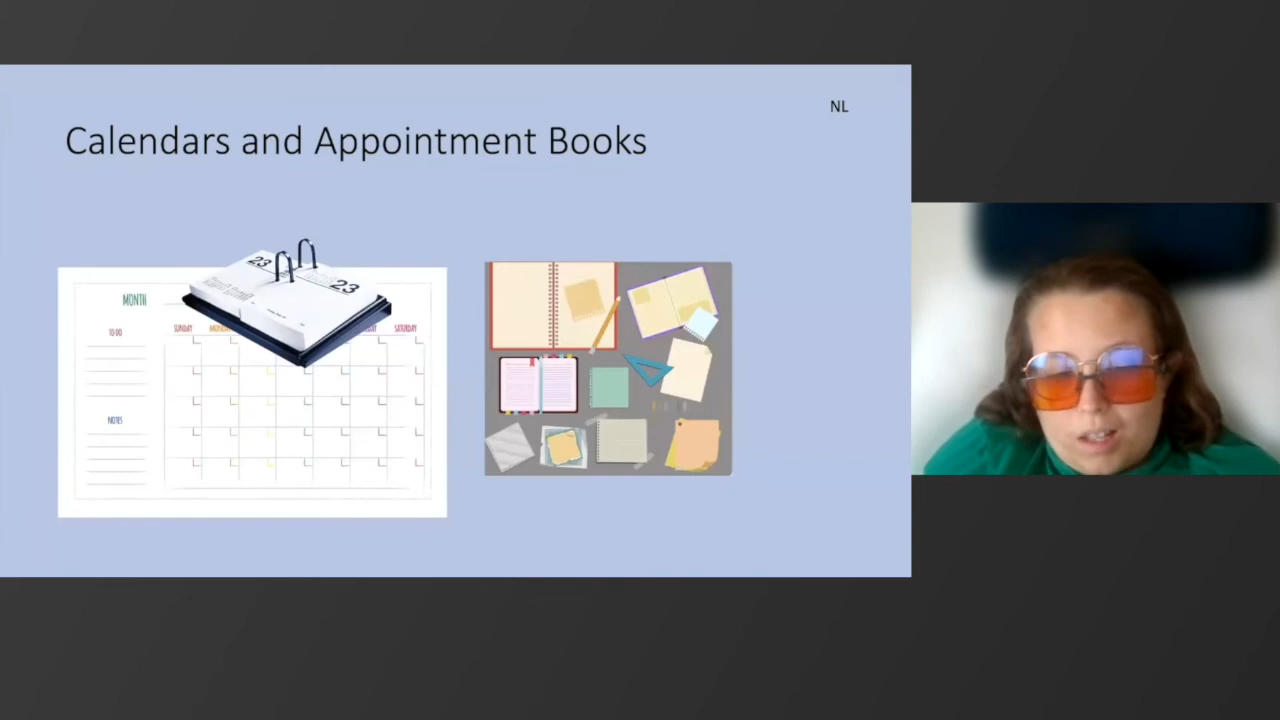 NL
Calendars and Appointment Books
23
23
MONTH
TO DO
SUNDAY
SATURDAY
NOTES